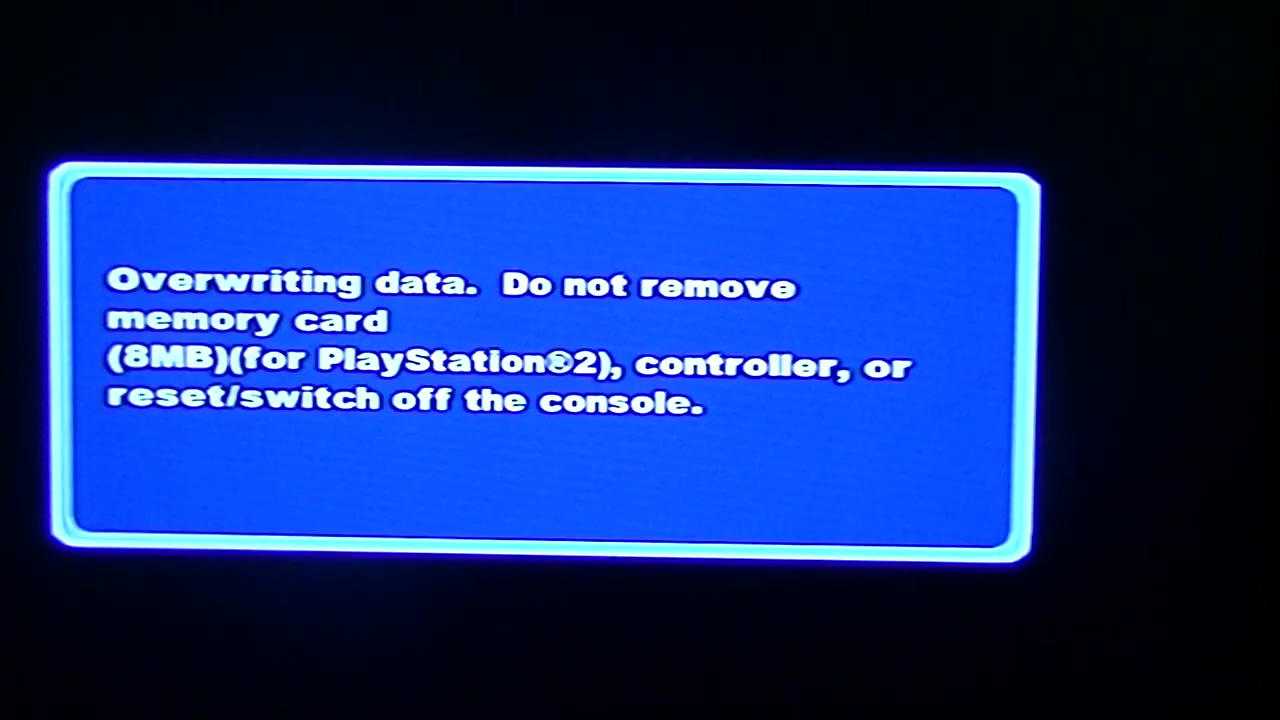 Overwriting data.  Do not remove
memory card
(8MB)(for PlayStation®2), controller, or
reset/switch off the console.